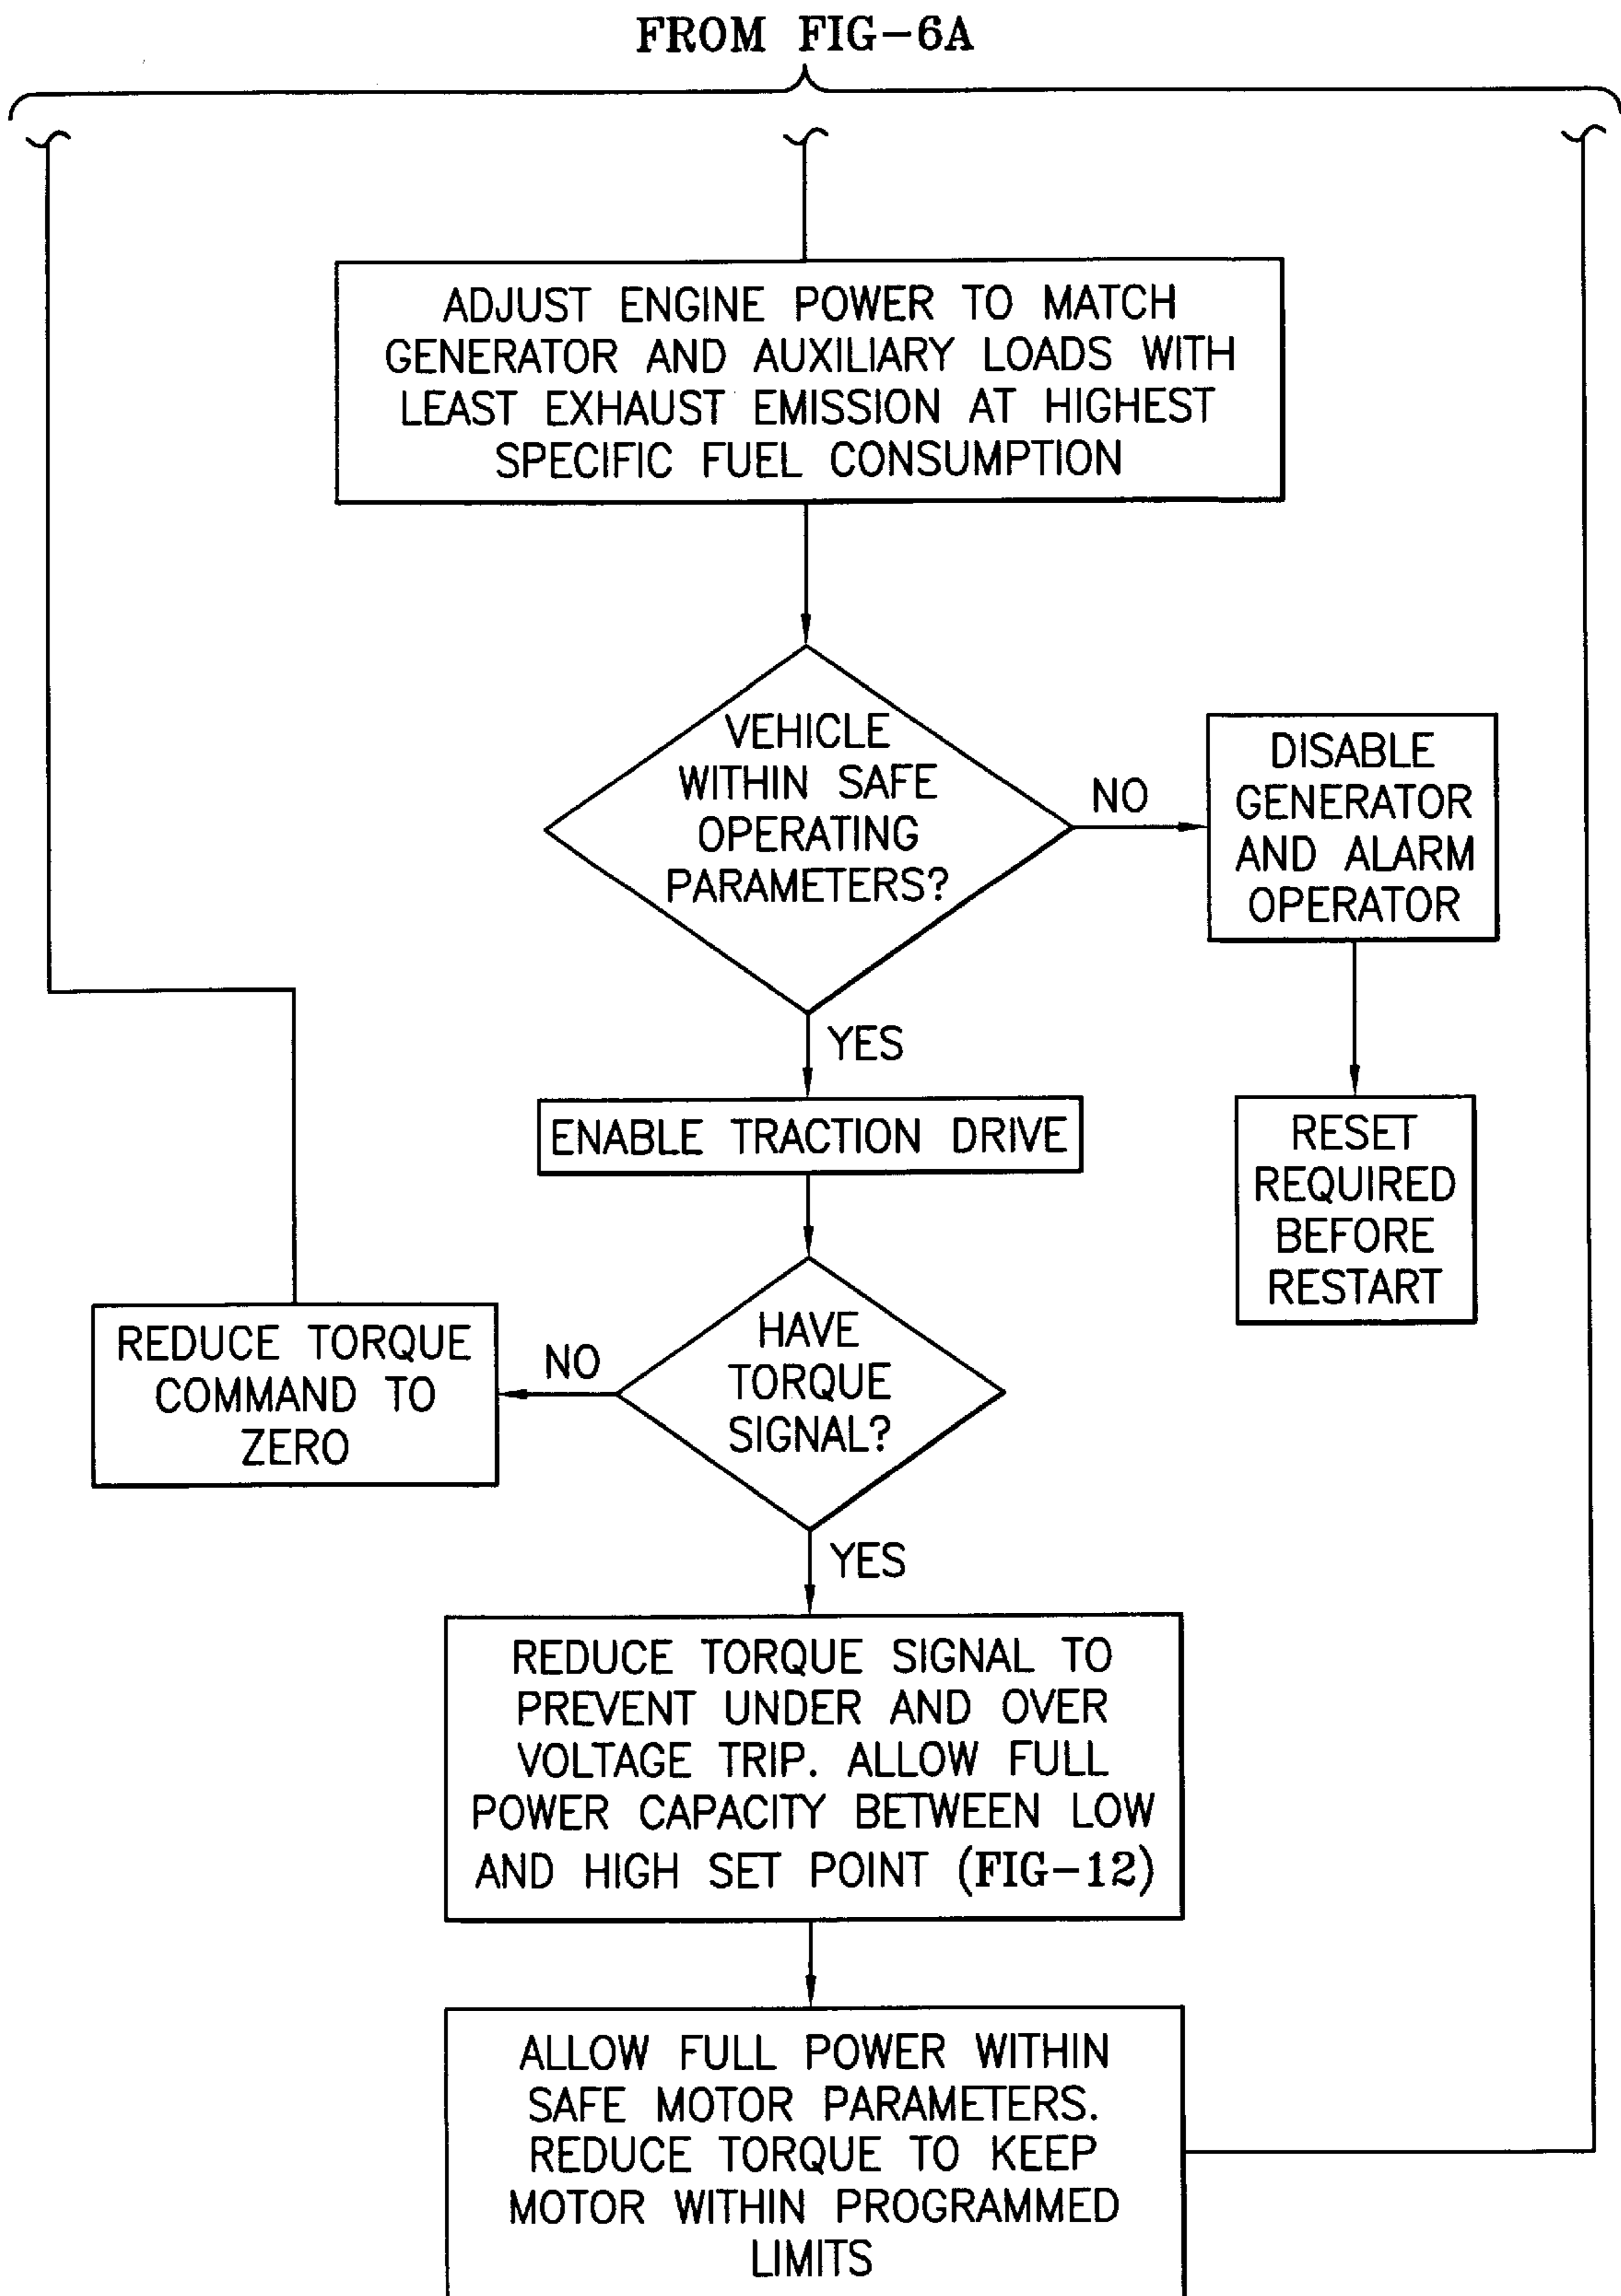 FROM FIG-6A
ADJUST ENGINE POWER TO MATCH
GENERATOR AND AUXILIARY LOADS WITH
LEAST EXHAUST EMISSION AT HIGHEST
SPECIFIC FUEL CONSUMPTION
VEHICLE
WITHIN SAFE
OPERATING
PARAMETERS?
NO
DISABLE
GENERATOR
AND ALARM
OPERATOR
YES
ENABLE TRACTION DRIVE
RESET
REQUIRED
BEFORE
RESTART
HAVE
TORQUE
SIGNAL?
NO
REDUCE TORQUE
COMMAND TO
ZERO
YES
REDUCE TORQUE SIGNAL TO
PREVENT UNDER AND OVER
VOLTAGE TRIP. ALLOW FULL
POWER CAPACITY BETWEEN LOW
AND HIGH SET POINT (FIG-12)
ALLOW FULL POWER WITHIN
SAFE MOTOR PARAMETERS.
REDUCE TORQUE TO KEEP
MOTOR WITHIN PROGRAMMED
LIMITS